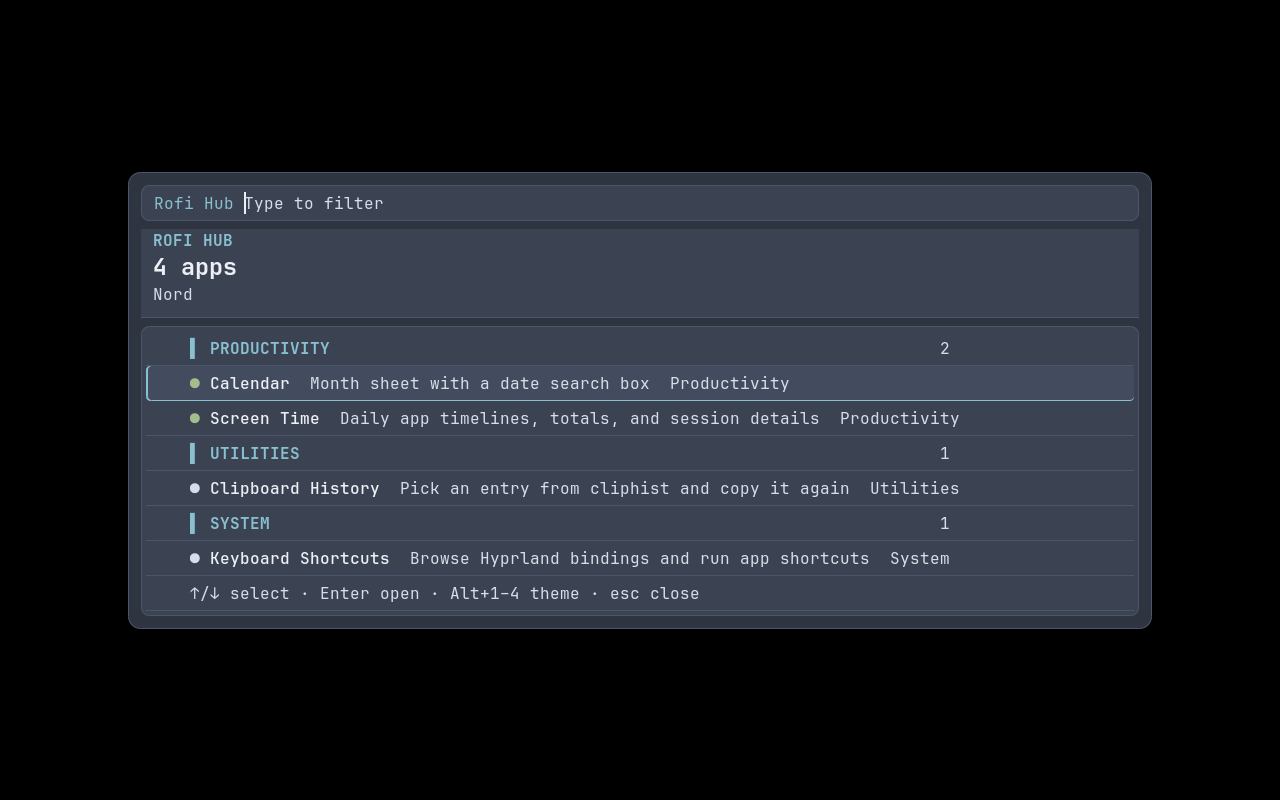 Rofi Hub Type to filter
ROFI HUB
4 apps
Nord
PRODUCTIVITY 2
Calendar Month sheet with a date search box Productivity
Screen Time Daily app timelines, totals, and session details Productivity
UTILITIES 1
Clipboard History Pick an entry from cliphist and copy it again Utilities
SYSTEM 1
Keyboard Shortcuts Browse Hyprland bindings and run app shortcuts System
↑/↓ select · Enter open · Alt+1–4 theme · esc close